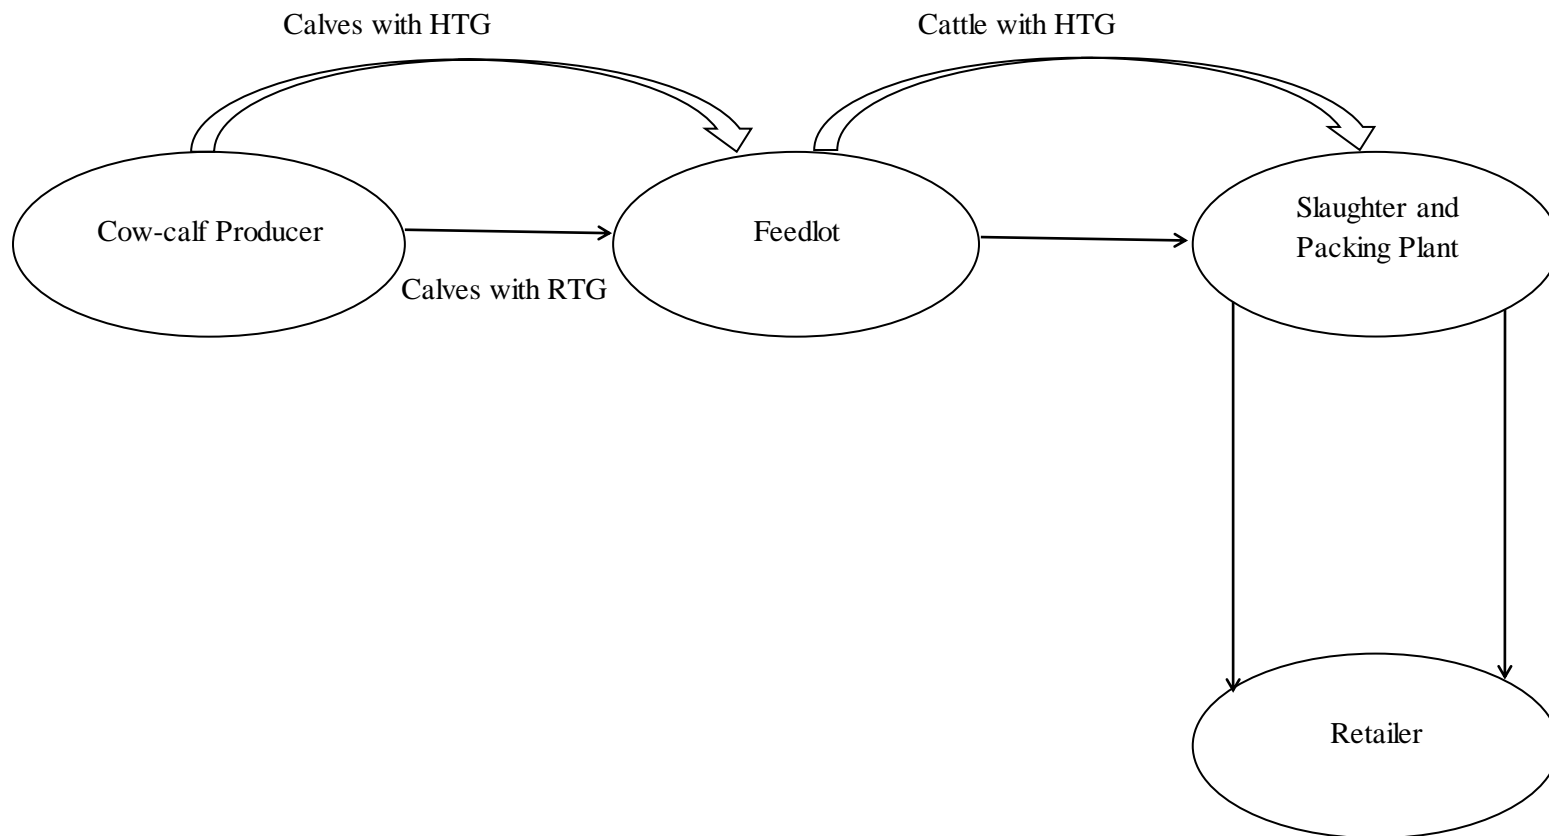 Calves with HTG
Cattle with HTG
Cow-calf Producer
Feedlot
Slaughter and
Packing Plant
Calves with RTG
Retailer